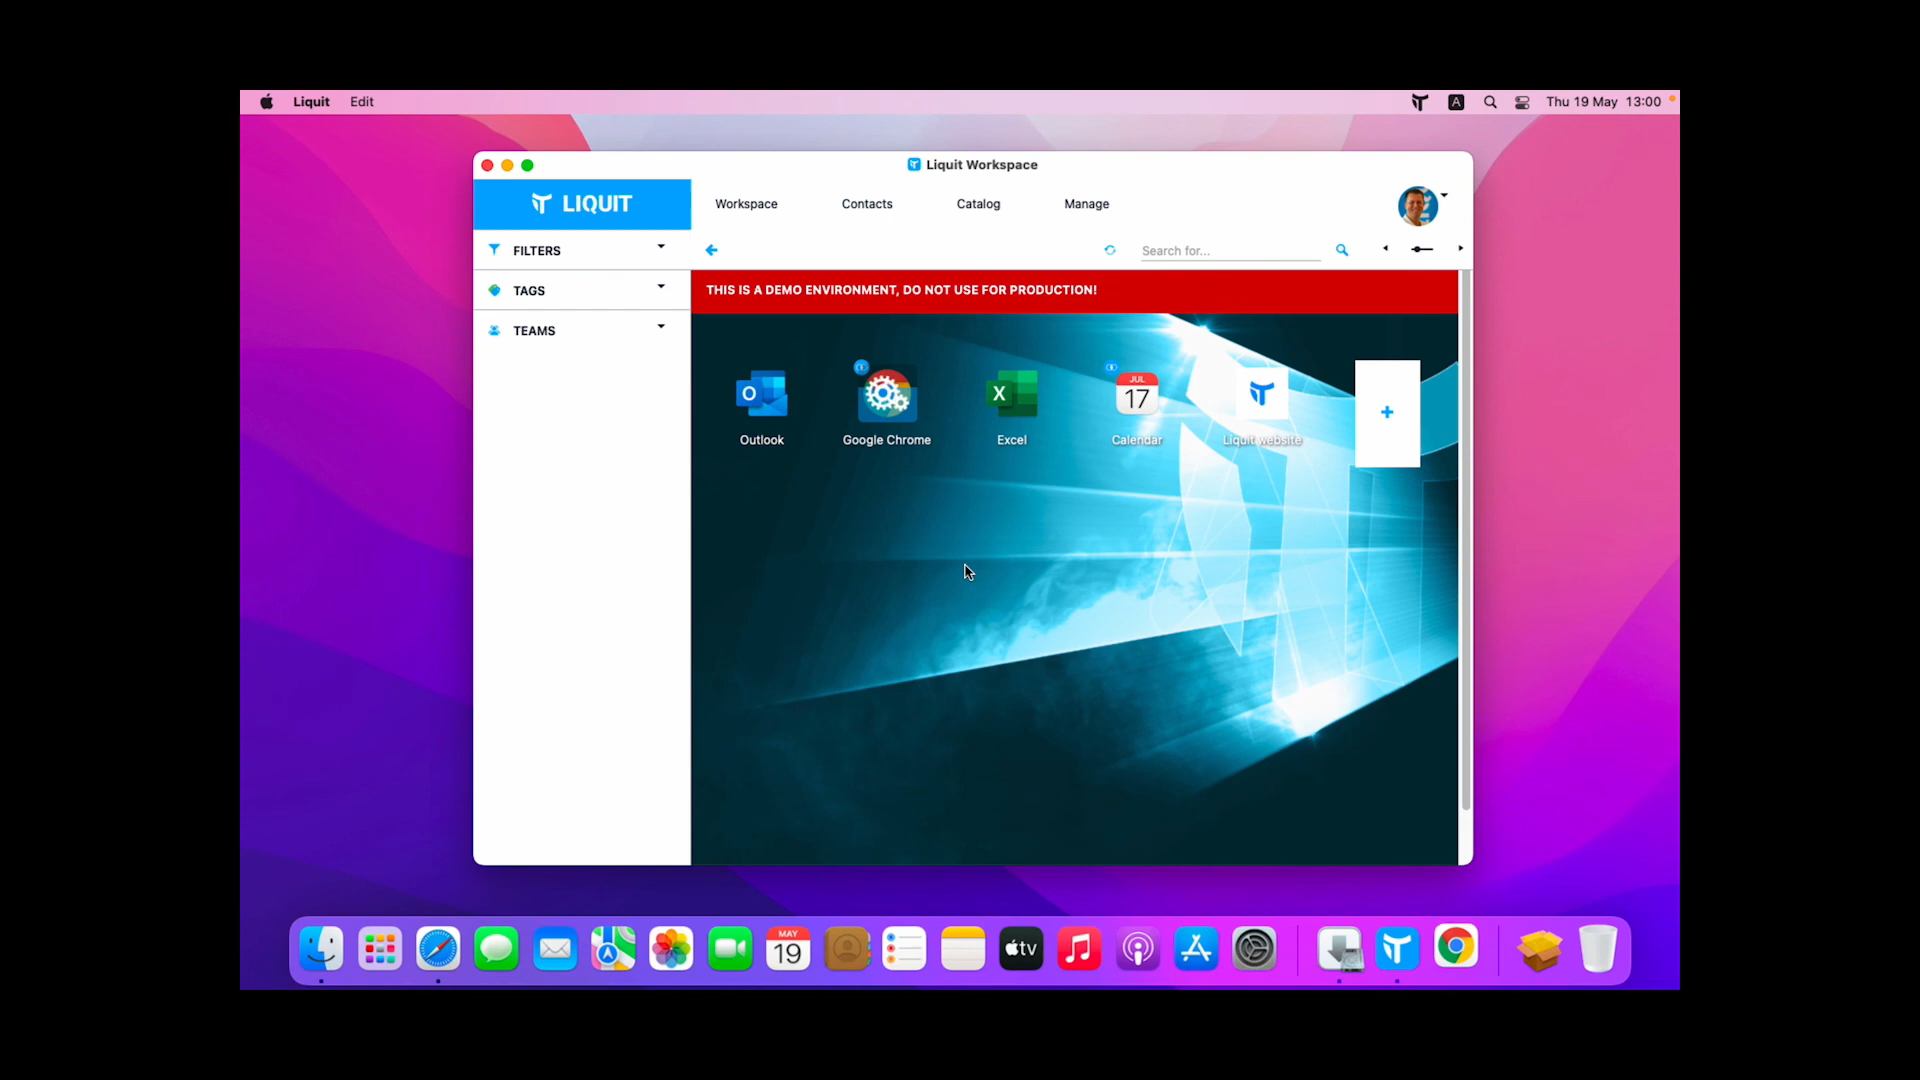 Liquit Edit
A
Thu 19 May 13:00
Liquit Workspace
LIQUIT
Workspace Contacts Catalog Manage
FILTERS
Search for...
TAGS
THIS IS A DEMO ENVIRONMENT, DO NOT USE FOR PRODUCTION!
TEAMS
O
X
JUL
17
Outlook
Google Chrome
Excel
Calendar
Liquit website
+
MAY
19
tv